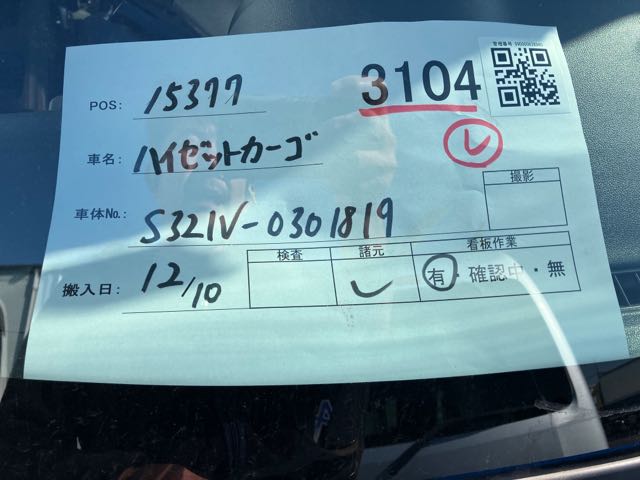 POS: 15377
3104
車名: ハイゼットカーゴ
レ
車体No.: S321V-0301819
撮影
搬入日: 12/10
検査 諸元 看板作業
有・確認中・無